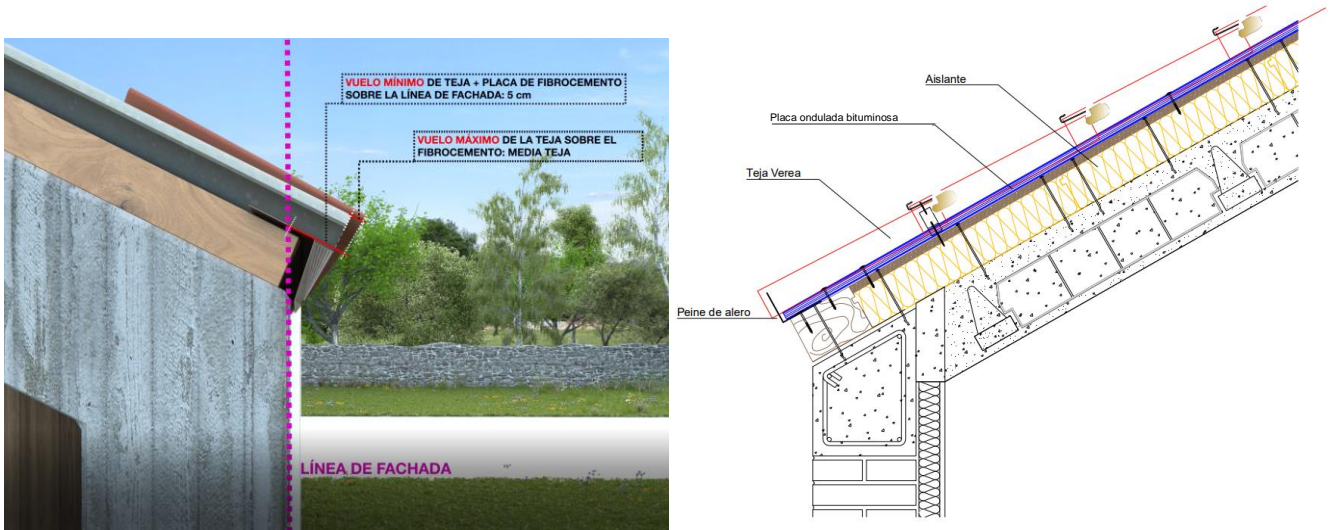 VUELO MÍNIMO DE TEJA + PLACA DE FIBROCEMENTO
SOBRE LA LÍNEA DE FACHADA: 5 cm
VUELO MÁXIMO DE LA TEJA SOBRE EL
FIBROCEMENTO: MEDIA TEJA
LÍNEA DE FACHADA
Aislante
Placa ondulada bituminosa
Teja Verea
Peine de alero